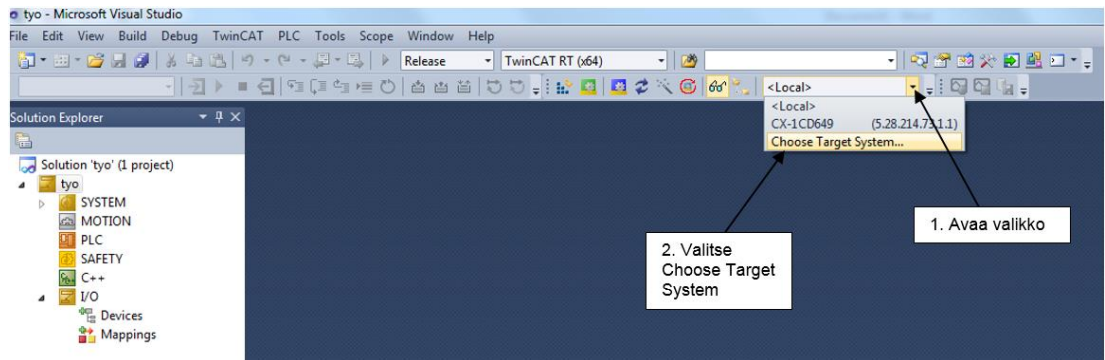 tyo - Microsoft Visual Studio
File Edit View Build Debug TwinCAT PLC Tools Scope Window Help
Release TwinCAT RT (x64)
<Local>
<Local>
CX-1CD649 (5.28.214.73.1.1)
Choose Target System...
Solution Explorer
Solution 'tyo' (1 project)
tyo
SYSTEM
MOTION
PLC
SAFETY
C++
I/O
Devices
Mappings
1. Avaa valikko
2. Valitse
Choose Target
System